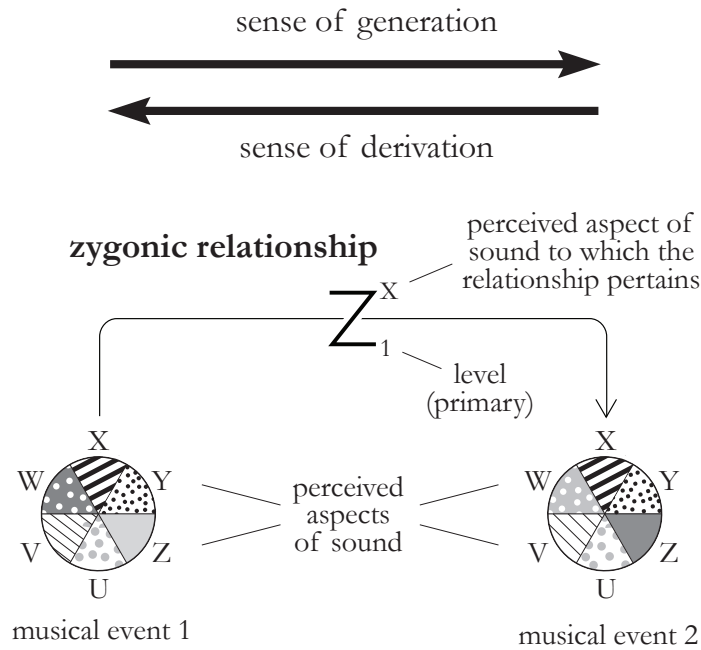 sense of generation
sense of derivation
perceived aspect of
sound to which the
relationship pertains
zygonic relationship
Z X
1
level
(primary)
X
W Y
V Z
U
perceived
aspects
of sound
X
W Y
V Z
U
musical event 1
musical event 2